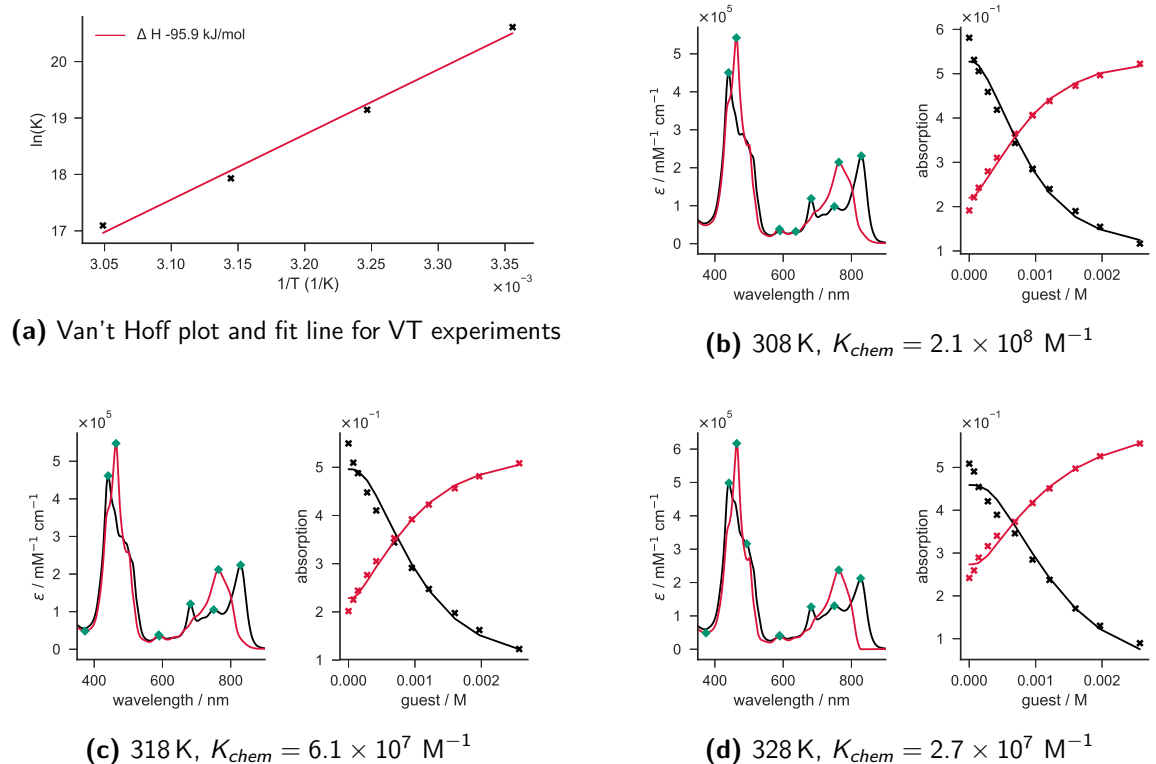 Δ H -95.9 kJ/mol
ln(K)
20
19
18
17
3.05 3.10 3.15 3.20 3.25 3.30 3.35
1/T (1/K)
×10⁻³
(a) Van't Hoff plot and fit line for VT experiments
×10⁵
ε / mM⁻¹ cm⁻¹
5
4
3
2
1
0
400 600 800
wavelength / nm
×10⁻¹
absorption
6
5
4
3
2
1
0.000 0.001 0.002
guest / M
(b) 308 K, K_chem = 2.1 × 10⁸ M⁻¹
×10⁵
ε / mM⁻¹ cm⁻¹
5
4
3
2
1
0
400 600 800
wavelength / nm
×10⁻¹
absorption
5
4
3
2
1
0.000 0.001 0.002
guest / M
(c) 318 K, K_chem = 6.1 × 10⁷ M⁻¹
×10⁵
ε / mM⁻¹ cm⁻¹
6
5
4
3
2
1
0
400 600 800
wavelength / nm
×10⁻¹
absorption
5
4
3
2
1
0.000 0.001 0.002
guest / M
(d) 328 K, K_chem = 2.7 × 10⁷ M⁻¹